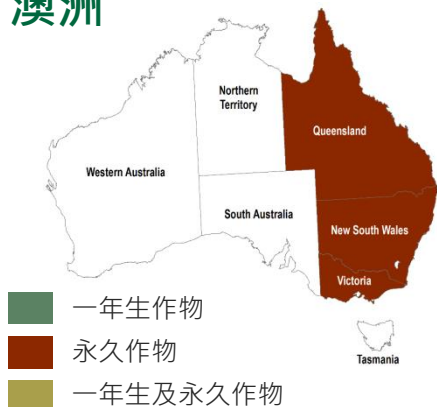 澳洲
Northern
Territory
Queensland
Western Australia
South Australia
New South Wales
Victoria
Tasmania
一年生作物
永久作物
一年生及永久作物